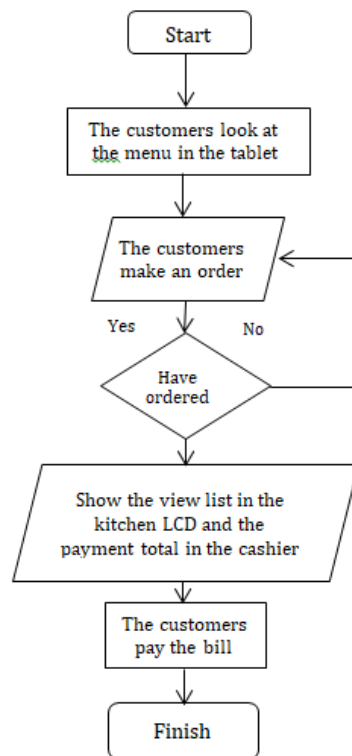 Start
The customers look at
the menu in the tablet
The customers
make an order
Yes
No
Have
ordered
Show the view list in the
kitchen LCD and the
payment total in the cashier
The customers
pay the bill
Finish